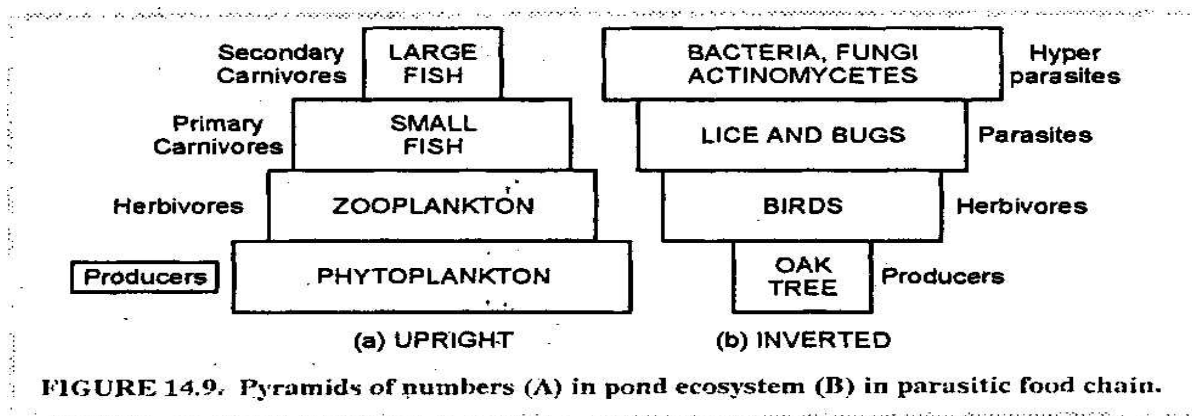 Secondary
Carnivores
LARGE
FISH
Primary
Carnivores
SMALL
FISH
Herbivores
ZOOPLANKTON
Producers
PHYTOPLANKTON
(a) UPRIGHT
BACTERIA, FUNGI
ACTINOMYCETES
Hyper
parasites
LICE AND BUGS
Parasites
BIRDS
Herbivores
OAK
TREE
Producers
(b) INVERTED
FIGURE 14.9. Pyramids of numbers (A) in pond ecosystem (B) in parasitic food chain.